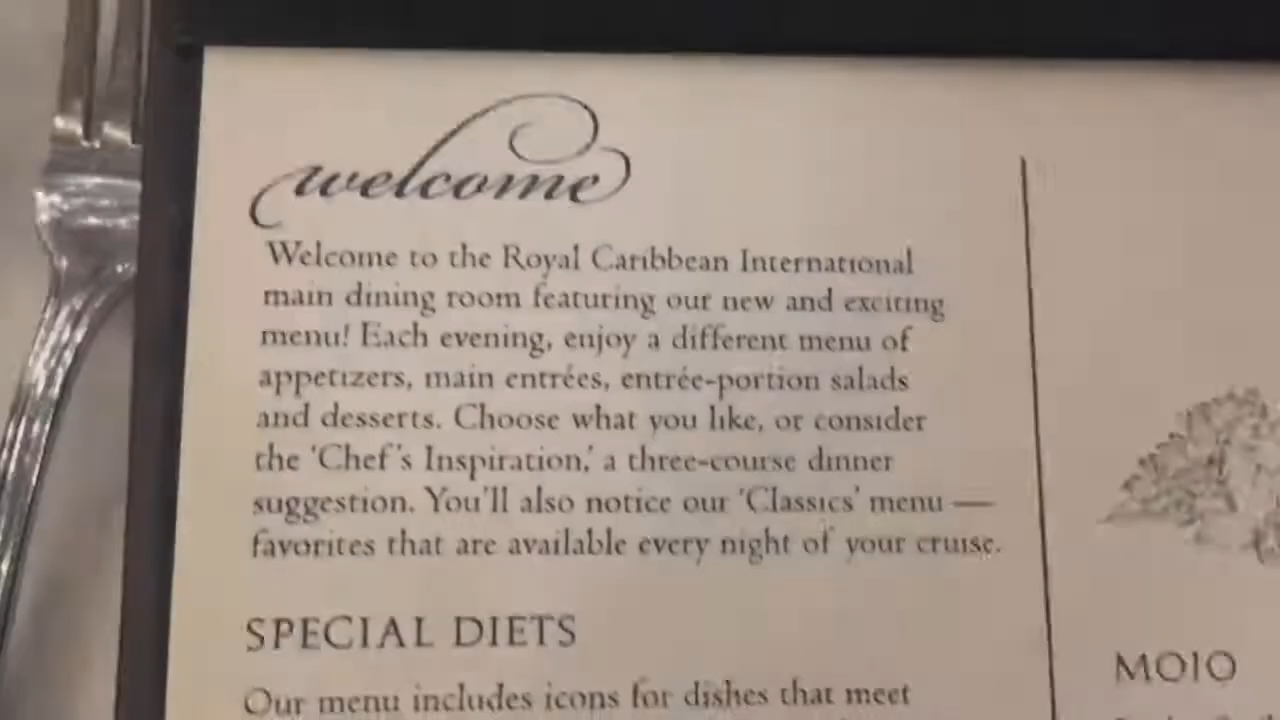 welcome
Welcome to the Royal Caribbean International
main dining room featuring our new and exciting
menu! Each evening, enjoy a different menu of
appetizers, main entrées, entrée-portion salads
and desserts. Choose what you like, or consider
the 'Chef's Inspiration,' a three-course dinner
suggestion. You'll also notice our 'Classics' menu —
favorites that are available every night of your cruise.
SPECIAL DIETS
Our menu includes icons for dishes that meet
MOJO